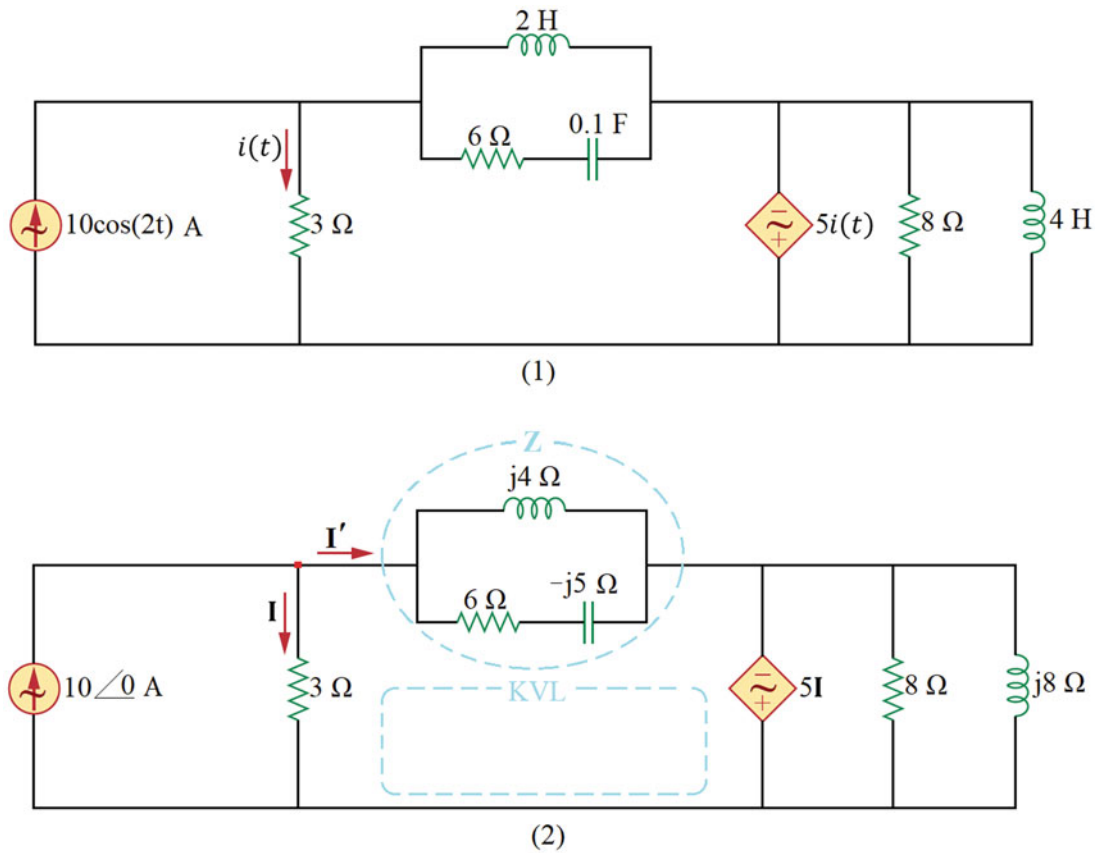 2 H
6 Ω
0.1 F
i(t)
10cos(2t) A
3 Ω
5i(t)
8 Ω
4 H
−
+
(1)
Z
j4 Ω
I′
6 Ω
−j5 Ω
I
10∠0 A
3 Ω
KVL
−
+
5I
8 Ω
j8 Ω
(2)